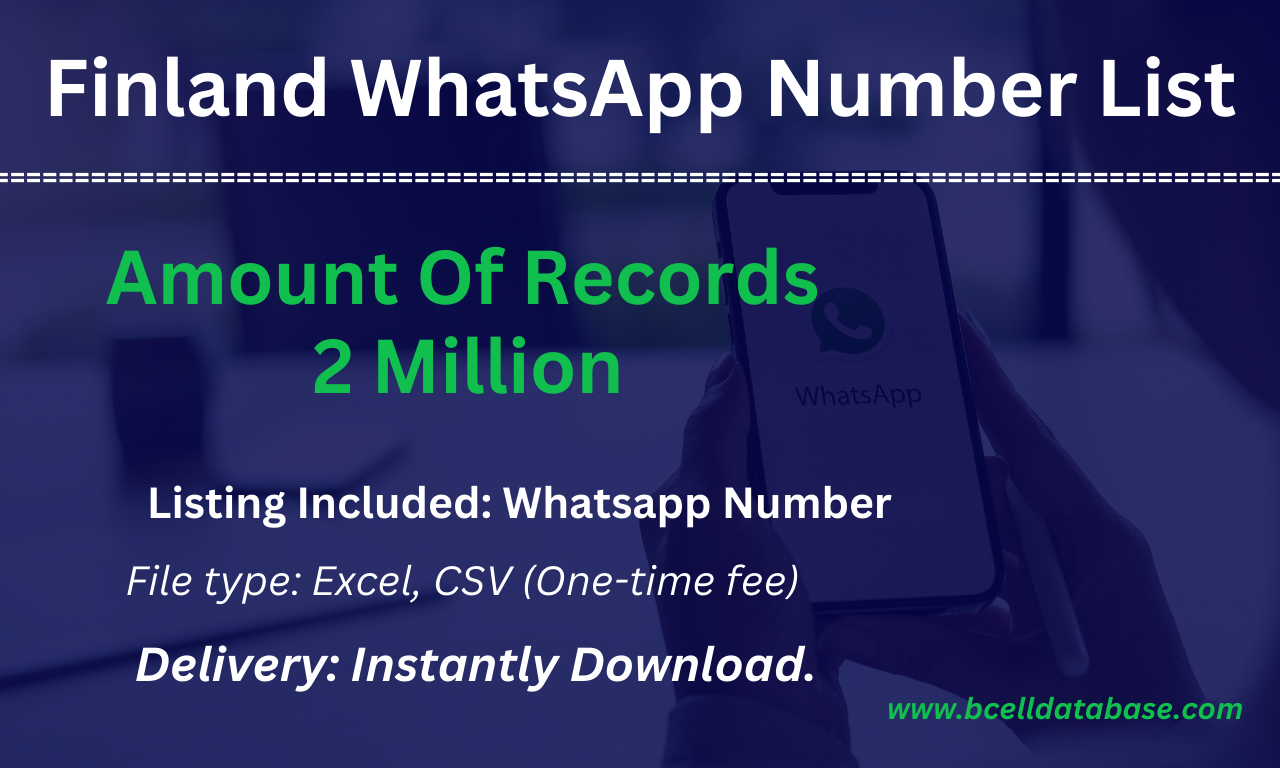 Finland WhatsApp Number List
================================================================================
Amount Of Records
2 Million
WhatsApp
Listing Included: Whatsapp Number
File type: Excel, CSV (One-time fee)
Delivery: Instantly Download.
www.bcelldatabase.com